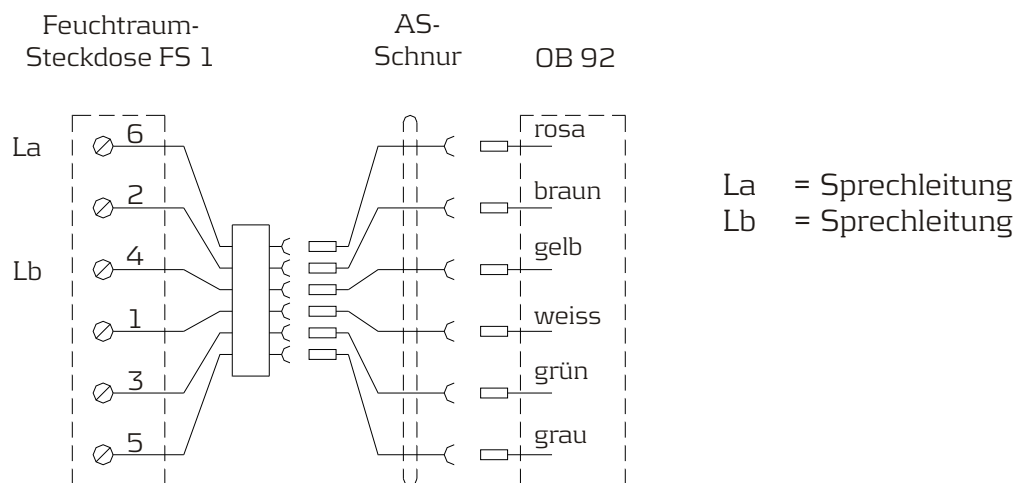 Feuchtraum-
Steckdose FS 1
AS-
Schnur
OB 92
La
6
rosa
2
braun
Lb
4
gelb
1
weiss
3
grün
5
grau
La = Sprechleitung
Lb = Sprechleitung